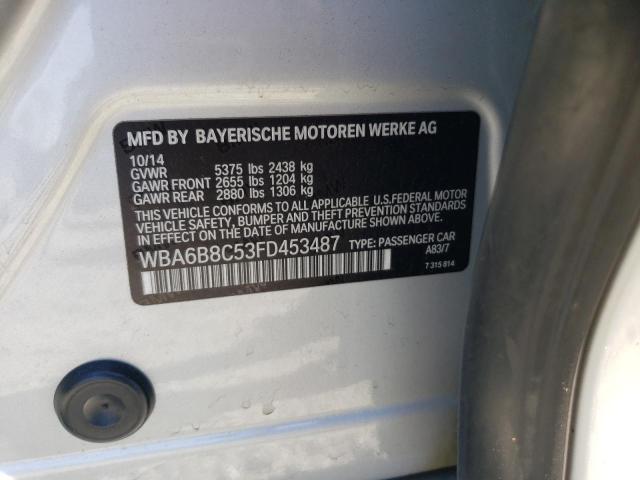 MFD BY BAYERISCHE MOTOREN WERKE AG
10/14
GVWR 5375 lbs 2438 kg
GAWR FRONT 2655 lbs 1204 kg
GAWR REAR 2880 lbs 1306 kg
THIS VEHICLE CONFORMS TO ALL APPLICABLE U.S.FEDERAL MOTOR
VEHICLE SAFETY, BUMPER AND THEFT PREVENTION STANDARDS
IN EFFECT ON THE DATE OF MANUFACTURE SHOWN ABOVE.
WBA6B8C53FD453487 TYPE: PASSENGER CAR
A83/7
7 315 814